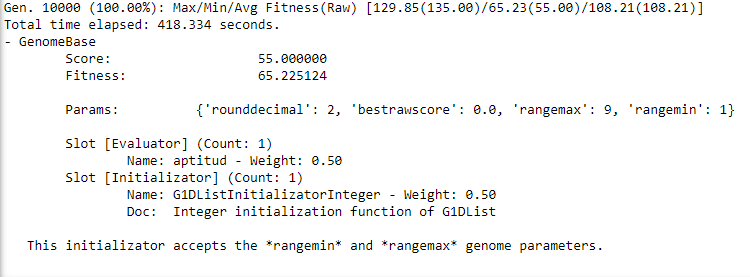 Gen. 10000 (100.00%): Max/Min/Avg Fitness(Raw) [129.85(135.00)/65.23(55.00)/108.21(108.21)]
Total time elapsed: 418.334 seconds.
- GenomeBase
Score: 55.000000
Fitness: 65.225124
Params: {'rounddecimal': 2, 'bestrawscore': 0.0, 'rangemax': 9, 'rangemin': 1}
Slot [Evaluator] (Count: 1)
Name: aptitud - Weight: 0.50
Slot [Initializator] (Count: 1)
Name: G1DListInitializatorInteger - Weight: 0.50
Doc: Integer initialization function of G1DList
This initializator accepts the *rangemin* and *rangemax* genome parameters.